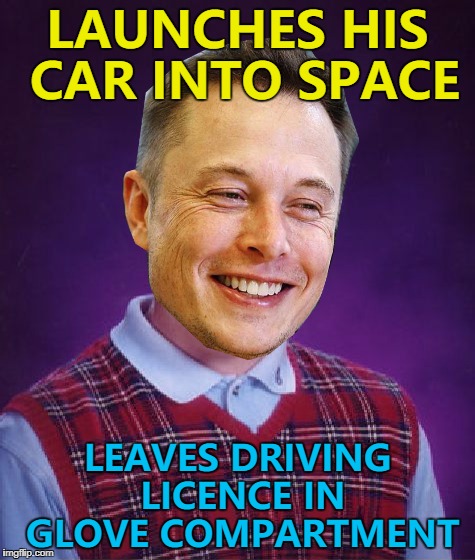 LAUNCHES HIS
CAR INTO SPACE
LEAVES DRIVING
LICENCE IN
GLOVE COMPARTMENT
imgflip.com